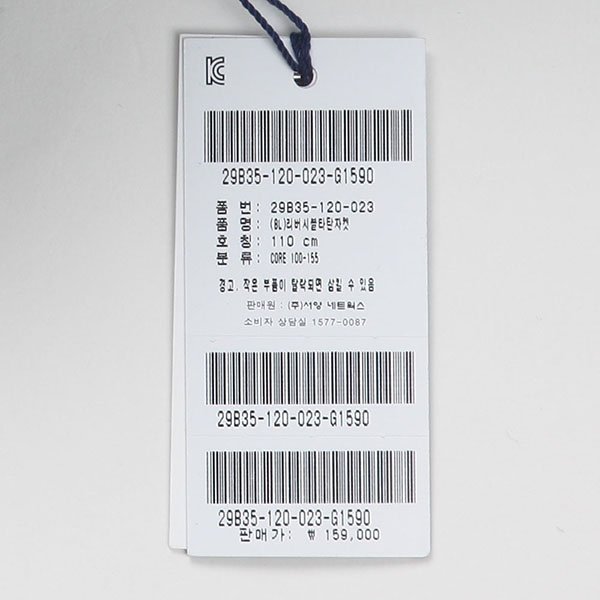 29B35-120-023-G1590
품 번: 29B35-120-023
품 명: (BL)리버시블타탄자켓
호 칭: 110 cm
분 류: CORE 100-155
경고, 작은 부품이 탈락되면 삼킬 수 있음
판매원 : (주)서양 네트웍스
소비자 상담실 1577-0087
29B35-120-023-G1590
29B35-120-023-G1590
판매가: ₩ 159,000